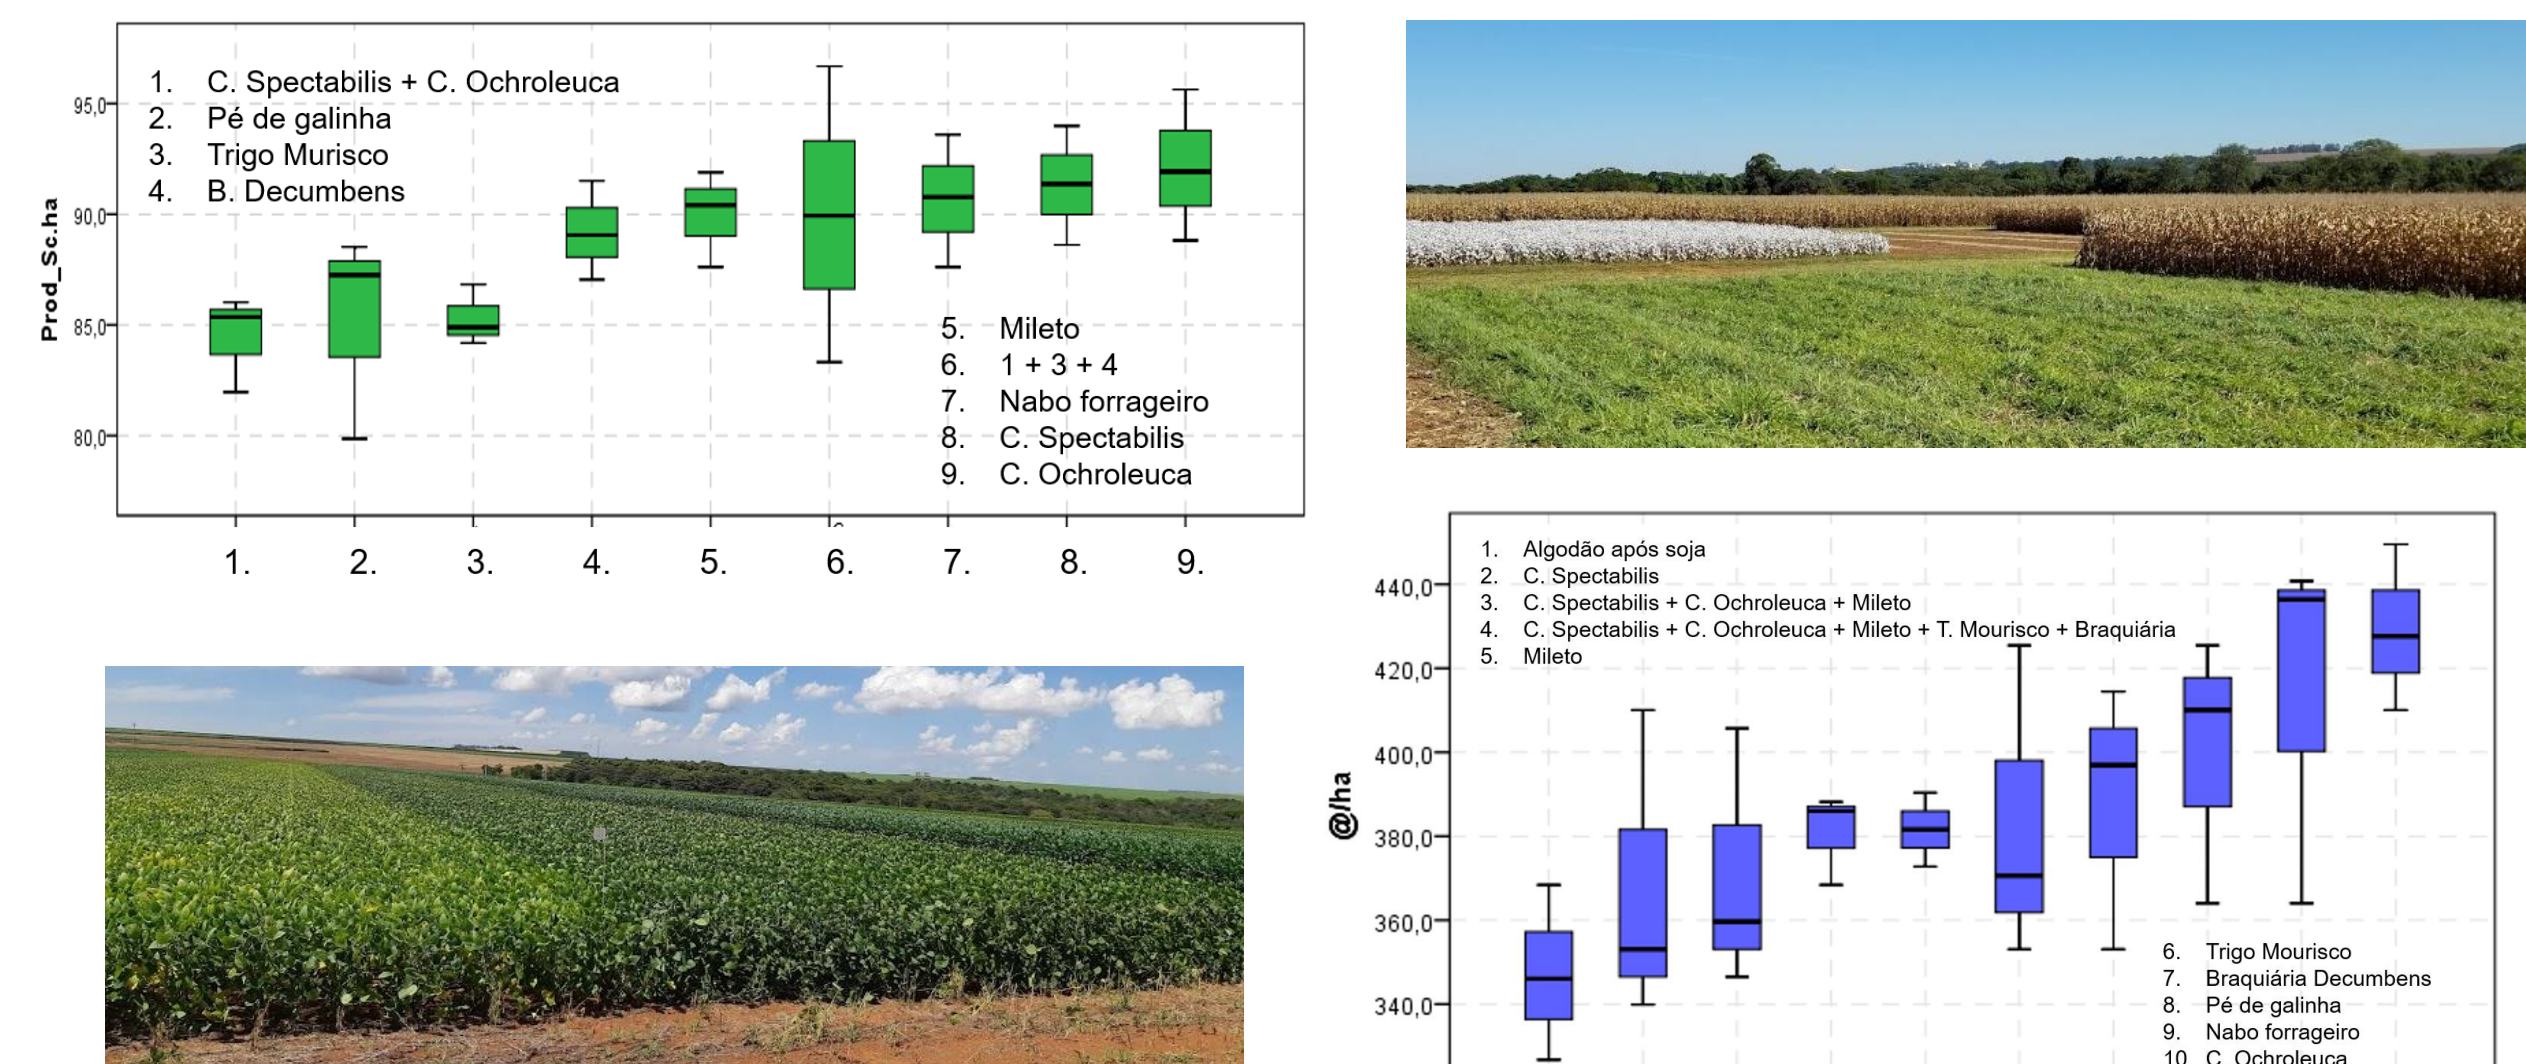 1. C. Spectabilis + C. Ochroleuca
2. Pé de galinha
3. Trigo Murisco
4. B. Decumbens
95,0
90,0
85,0
80,0
Prod_Sc.ha
5. Mileto
6. 1 + 3 + 4
7. Nabo forrageiro
8. C. Spectabilis
9. C. Ochroleuca
1. 2. 3. 4. 5. 6. 7. 8. 9.
1. Algodão após soja
2. C. Spectabilis
3. C. Spectabilis + C. Ochroleuca + Mileto
4. C. Spectabilis + C. Ochroleuca + Mileto + T. Mourisco + Braquiária
5. Mileto
440,0
420,0
400,0
380,0
360,0
340,0
@/ha
6. Trigo Mourisco
7. Braquiária Decumbens
8. Pé de galinha
9. Nabo forrageiro
10. C. Ochroleuca